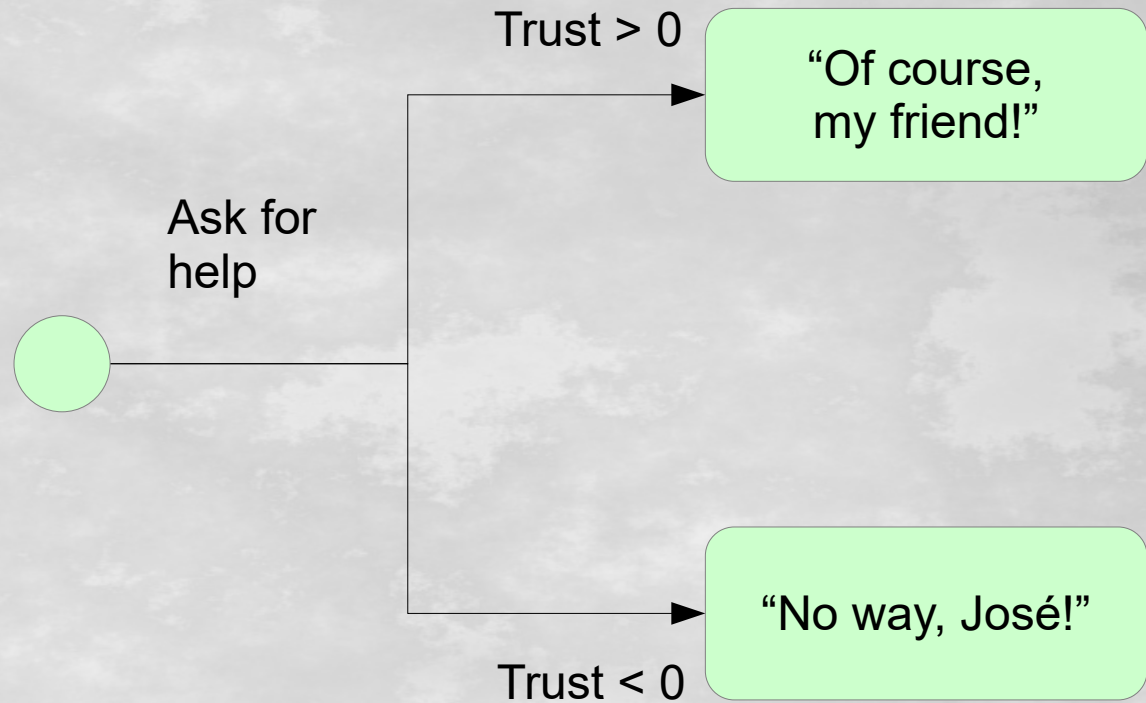 Trust > 0
“Of course,
my friend!”
Ask for
help
“No way, José!”
Trust < 0